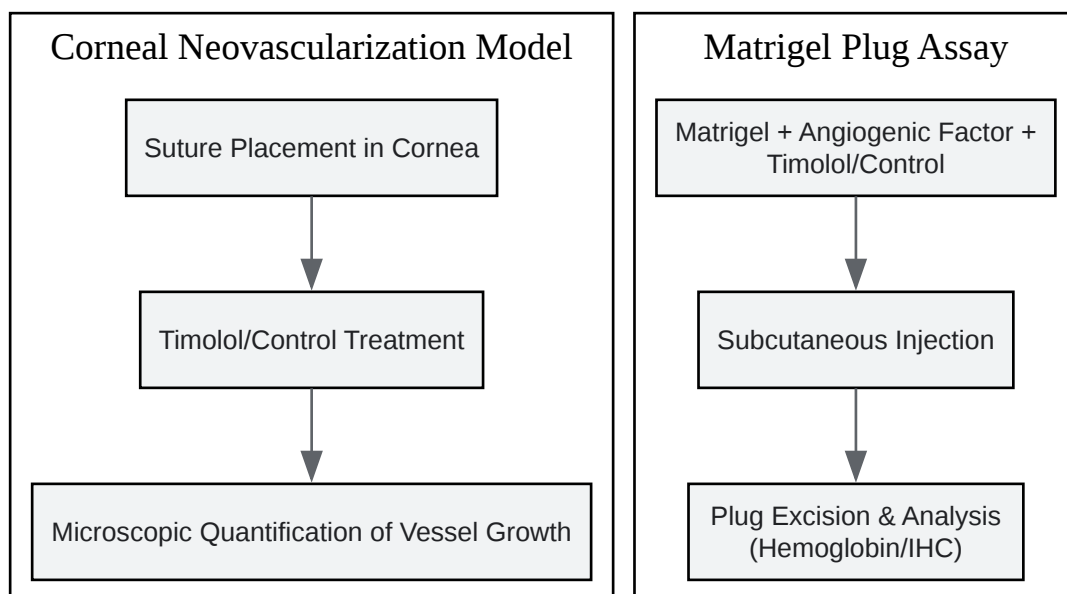 Corneal Neovascularization Model
Suture Placement in Cornea
Timolol/Control Treatment
Microscopic Quantification of Vessel Growth
Matrigel Plug Assay
Matrigel + Angiogenic Factor +
Timolol/Control
Subcutaneous Injection
Plug Excision & Analysis
(Hemoglobin/IHC)